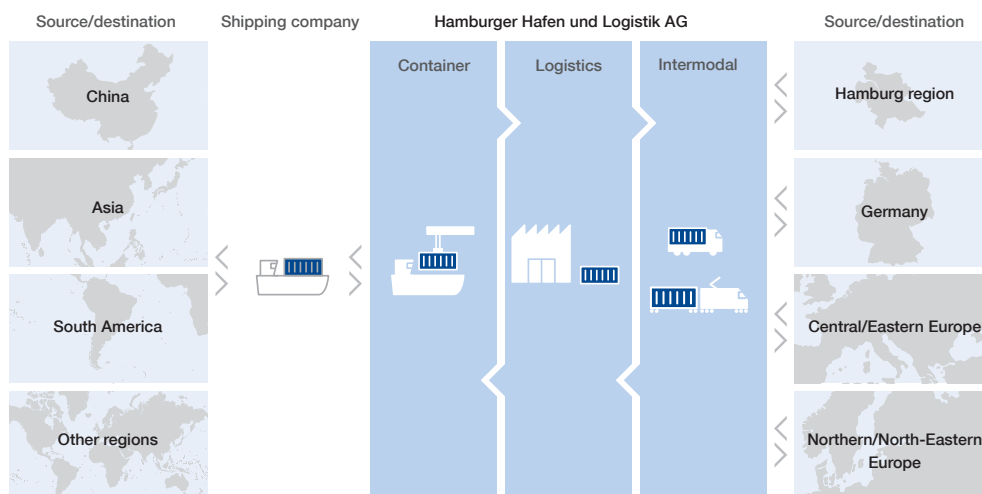 Source/destination
Shipping company
Hamburger Hafen und Logistik AG
Source/destination
Container
Logistics
Intermodal
China
Asia
South America
Other regions
Hamburg region
Germany
Central/Eastern Europe
Northern/North-Eastern
Europe